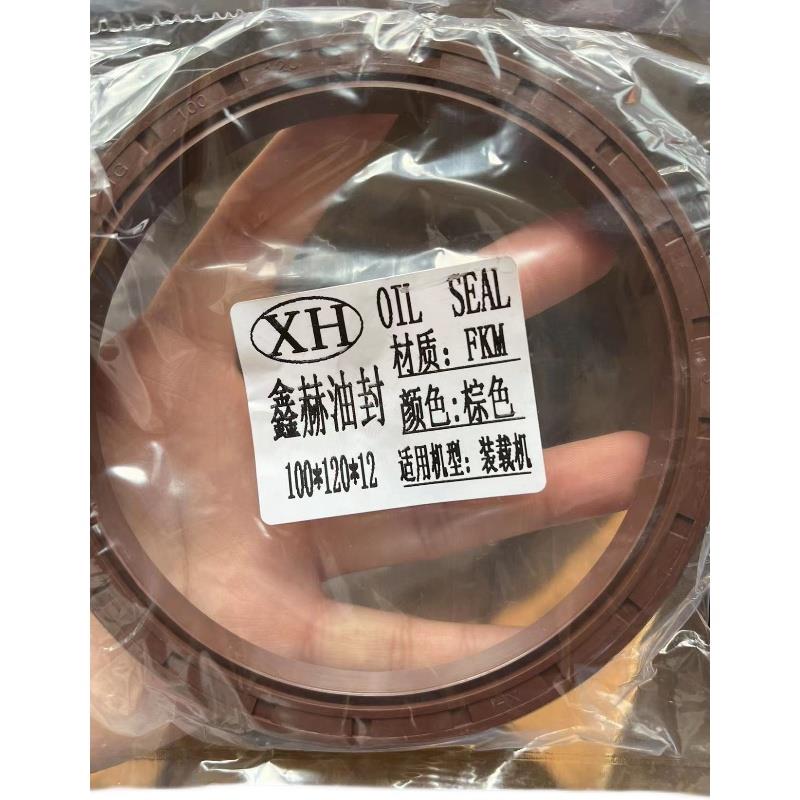 XH OIL SEAL
材质: FKM
鑫赫油封
颜色:棕色
100*120*12
适用机型: 装载机
100